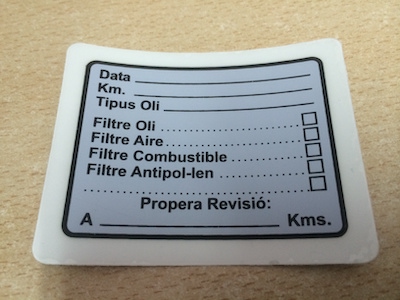 Data
Km.
Tipus Oli
Filtre Oli
Filtre Aire
Filtre Combustible
Filtre Antipol-len
Propera Revisió:
A Kms.